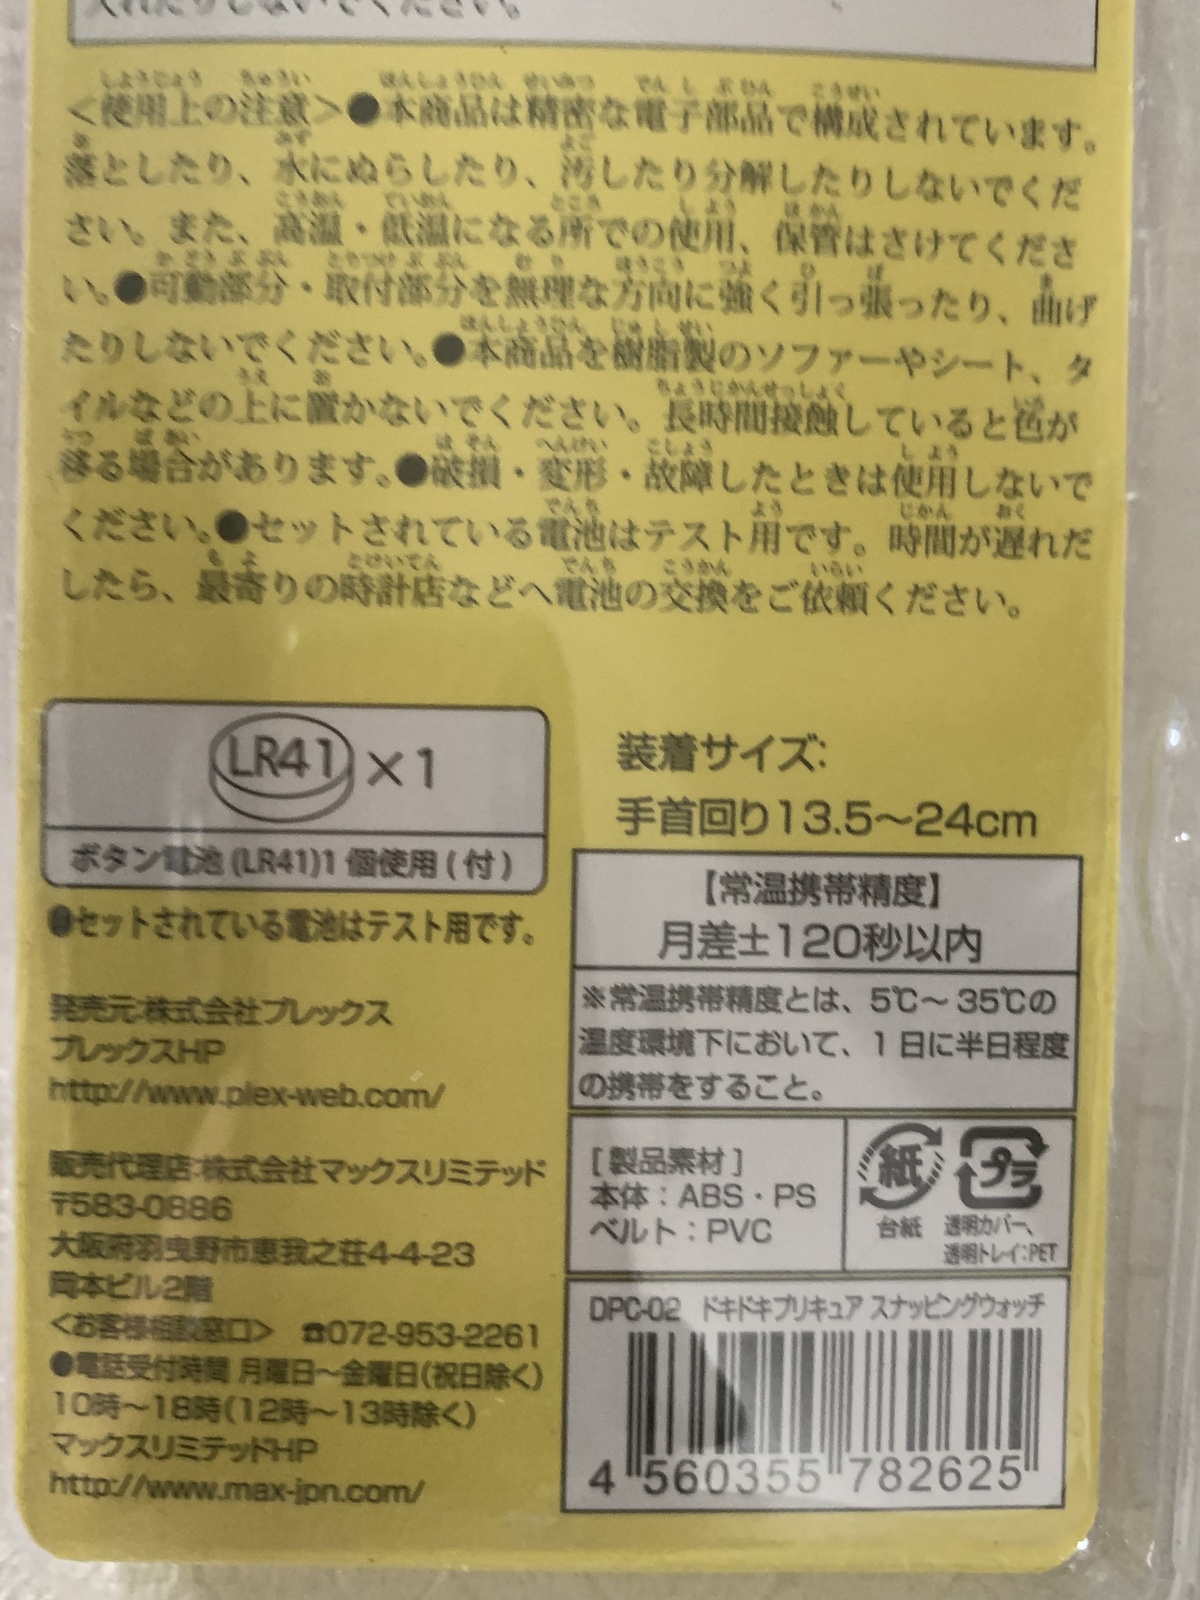 入れたりしないでください。
＜使用上の注意＞●本商品は精密な電子部品で構成されています。
落としたり、水にぬらしたり、汚したり分解したりしないでくだ
さい。また、高温・低温になる所での使用、保管はさけてくださ
い。●可動部分・取付部分を無理な方向に強く引っ張ったり、曲げ
たりしないでください。●本商品を樹脂製のソファーやシート、タ
イルなどの上に置かないでください。長時間接触していると色が
移る場合があります。●破損・変形・故障したときは使用しないで
ください。●セットされている電池はテスト用です。時間が遅れだ
したら、最寄りの時計店などへ電池の交換をご依頼ください。
LR41×1
ボタン電池(LR41)1個使用(付)
●セットされている電池はテスト用です。
発売元:株式会社プレックス
プレックスHP
http://www.plex-web.com/
販売代理店:株式会社マックスリミテッド
〒583-0886
大阪府羽曳野市恵我之荘4-4-23
岡本ビル2階
<お客様相談窓口> ☎072-953-2261
●電話受付時間 月曜日〜金曜日(祝日除く)
10時〜18時(12時〜13時除く)
マックスリミテッドHP
http://www.max-jpn.com/
装着サイズ:
手首回り13.5〜24cm
【常温携帯精度】
月差±120秒以内
※常温携帯精度とは、5℃〜35℃の
温度環境下において、1日に半日程度
の携帯をすること。
[製品素材]
本体：ABS・PS
ベルト：PVC
紙
台紙
プラ
透明カバー、
透明トレイ:PET
DPC-02 ドキドキプリキュア スナッピングウォッチ
4 560355 782625